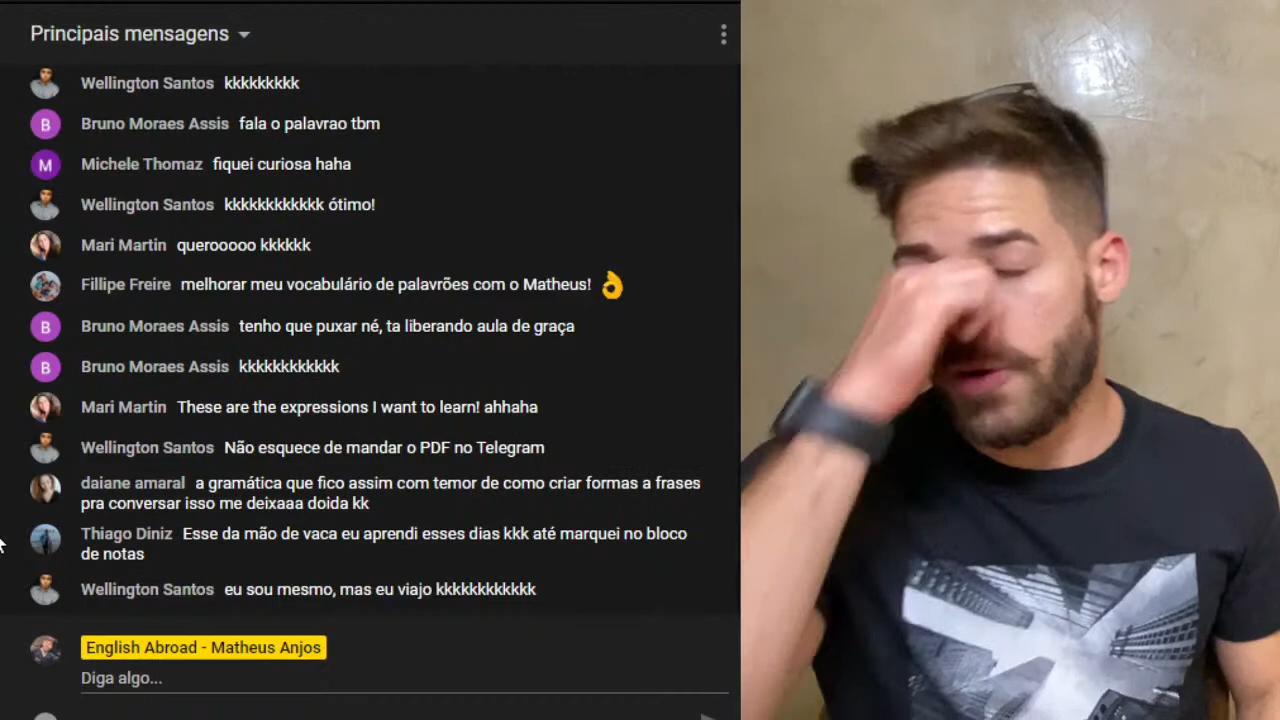 Principais mensagens
Wellington Santos kkkkkkkkk
B Bruno Moraes Assis fala o palavrao tbm
M Michele Thomaz fiquei curiosa haha
Wellington Santos kkkkkkkkkkkk ótimo!
Mari Martin querooooo kkkkkk
Fillipe Freire melhorar meu vocabulário de palavrões com o Matheus! 👌
B Bruno Moraes Assis tenho que puxar né, ta liberando aula de graça
B Bruno Moraes Assis kkkkkkkkkkkk
Mari Martin These are the expressions I want to learn! ahhaha
Wellington Santos Não esquece de mandar o PDF no Telegram
daiane amaral a gramática que fico assim com temor de como criar formas a frases
pra conversar isso me deixaaa doida kk
Thiago Diniz Esse da mão de vaca eu aprendi esses dias kkk até marquei no bloco
de notas
Wellington Santos eu sou mesmo, mas eu viajo kkkkkkkkkkkk
English Abroad - Matheus Anjos
Diga algo...